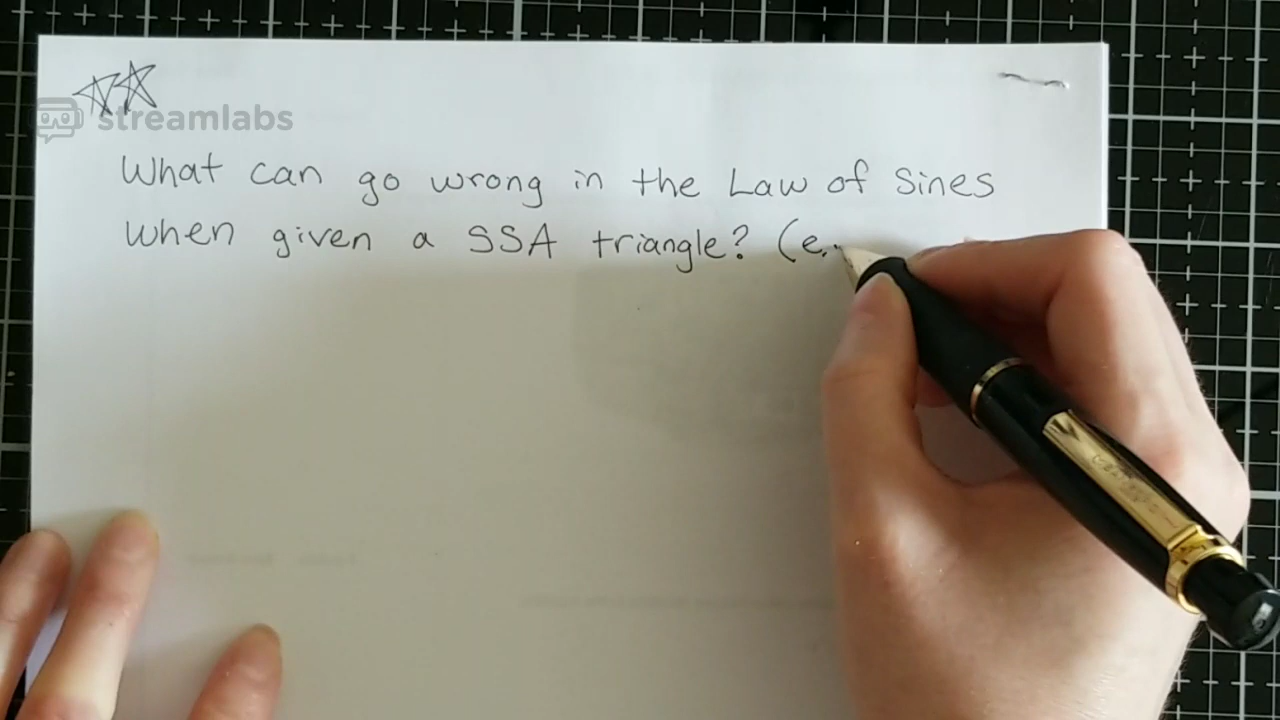 streamlabs
What can go wrong in the Law of Sines
when given a SSA triangle? (e.